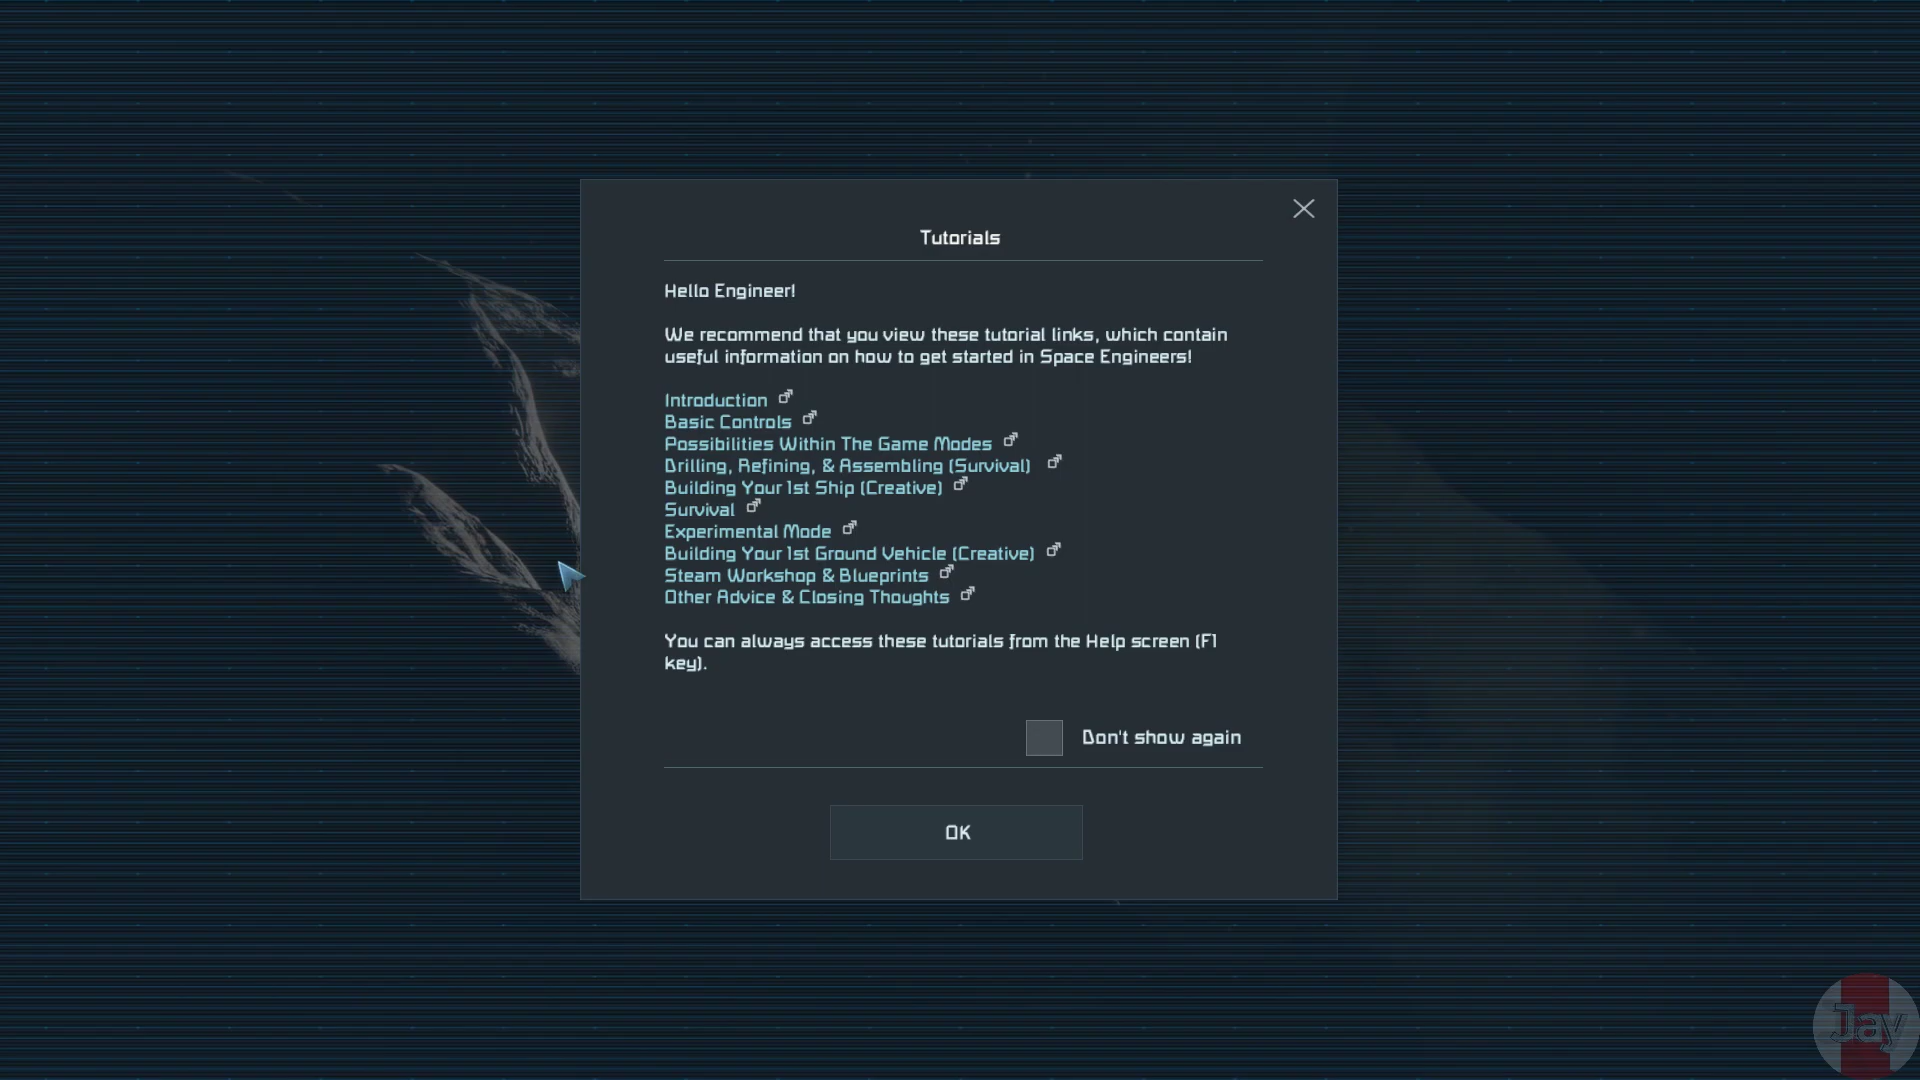 Tutorials
Hello Engineer!
We recommend that you view these tutorial links, which contain
useful information on how to get started in Space Engineers!
Introduction
Basic Controls
Possibilities Within The Game Modes
Drilling, Refining, & Assembling (Survival)
Building Your 1st Ship (Creative)
Survival
Experimental Mode
Building Your 1st Ground Vehicle (Creative)
Steam Workshop & Blueprints
Other Advice & Closing Thoughts
You can always access these tutorials from the Help screen (F1
key).
Don't show again
OK
Jay